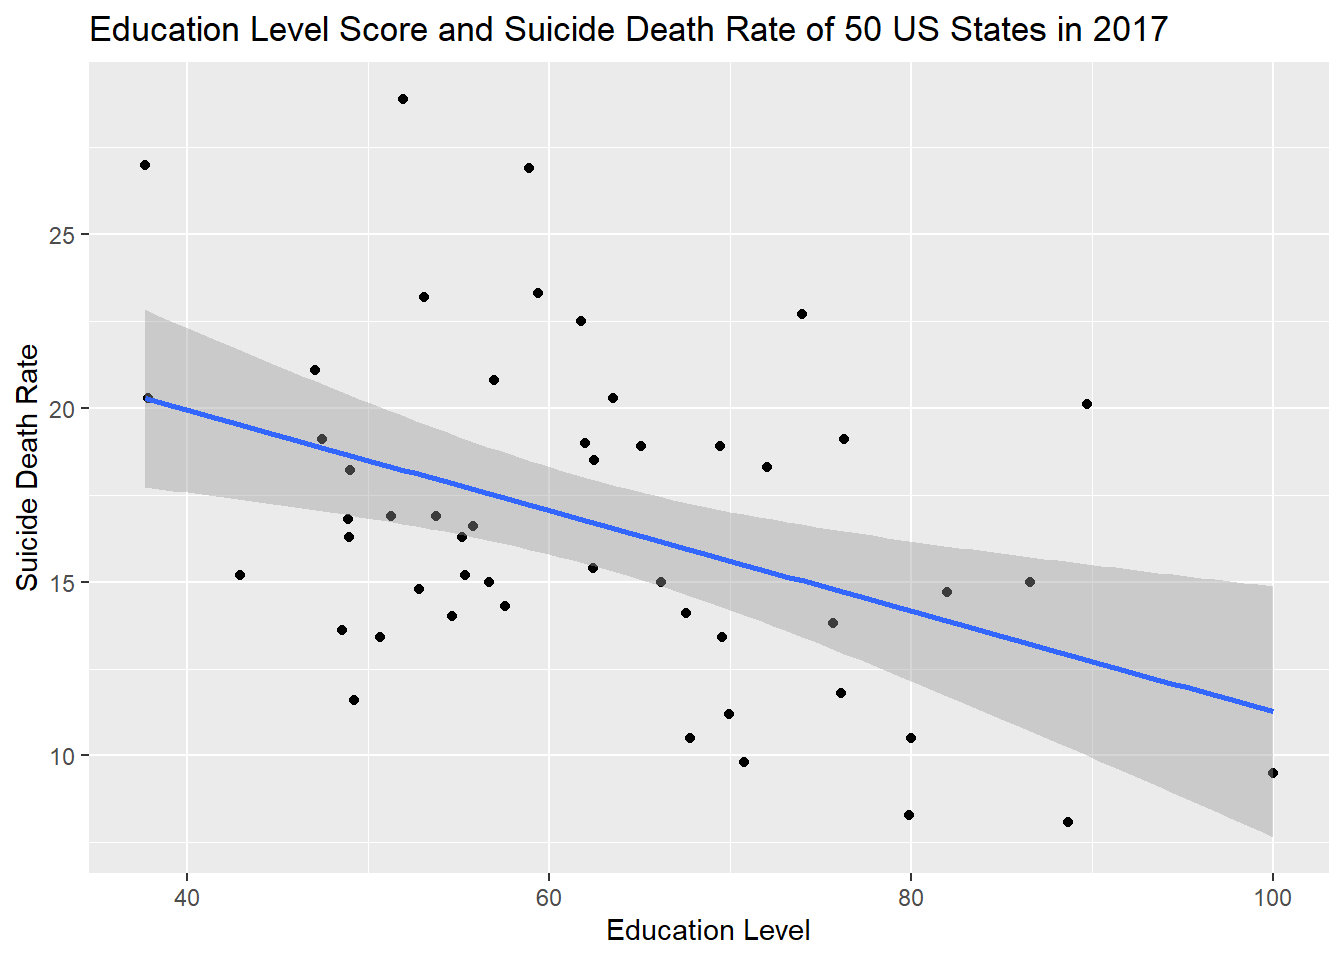 Education Level Score and Suicide Death Rate of 50 US States in 2017
Suicide Death Rate
25
20
15
10
40 60 80 100
Education Level